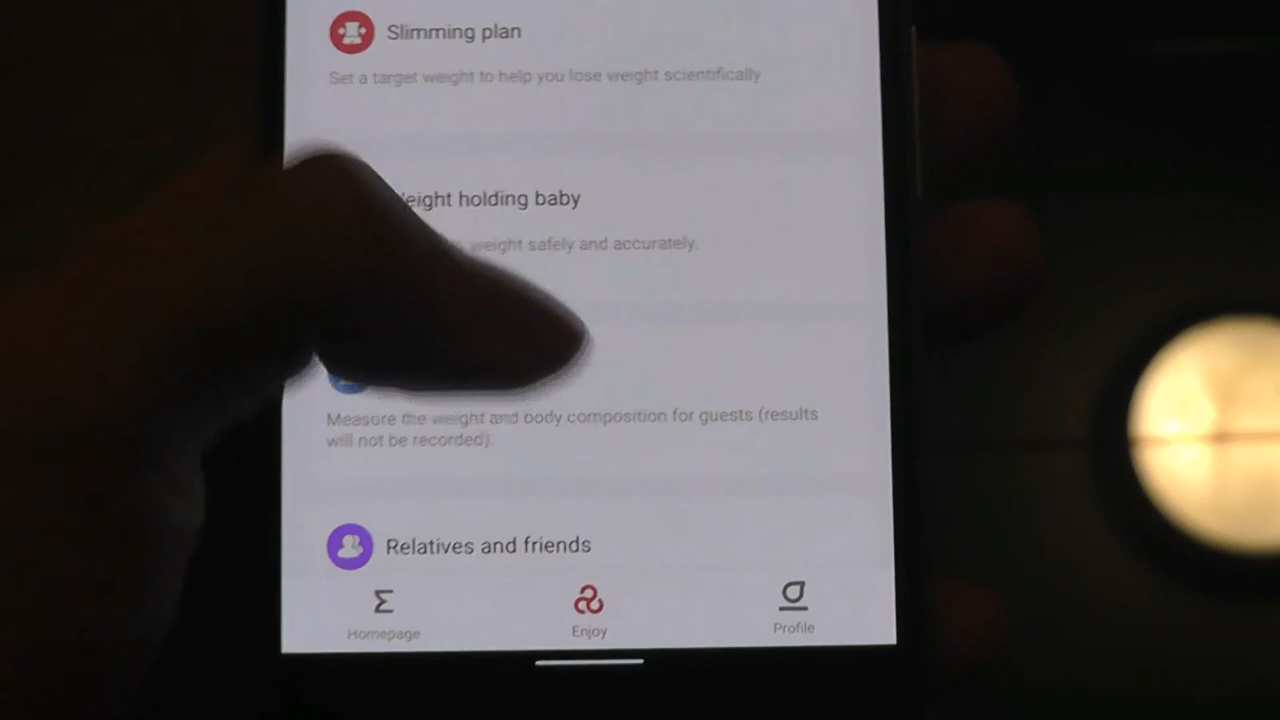 Slimming plan
Set a target weight to help you lose weight scientifically
eight holding baby
weight safely and accurately.
Measure the weight and body composition for guests (results
will not be recorded).
Relatives and friends
Homepage
Enjoy
Profile